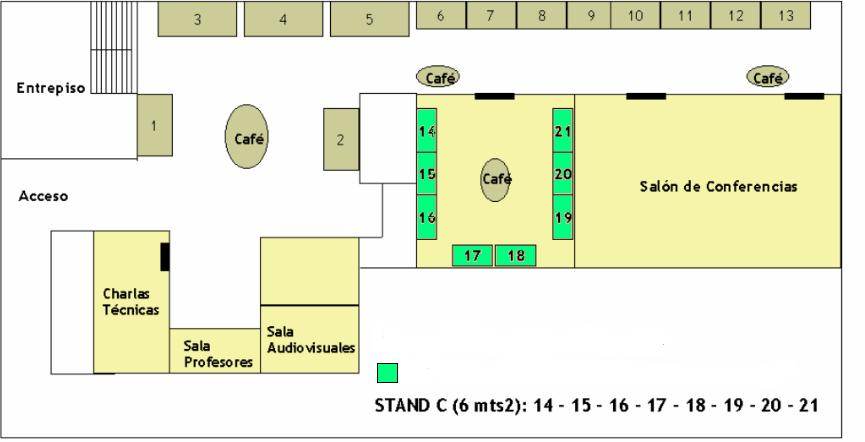 3 4 5 6 7 8 9 10 11 12 13
Café Café
Entrepiso
1 Café 2
14 21
15 Café 20
16 19
Salón de Conferencias
Acceso
17 18
Charlas
Técnicas
Sala
Profesores
Sala
Audiovisuales
STAND C (6 mts2): 14 - 15 - 16 - 17 - 18 - 19 - 20 - 21